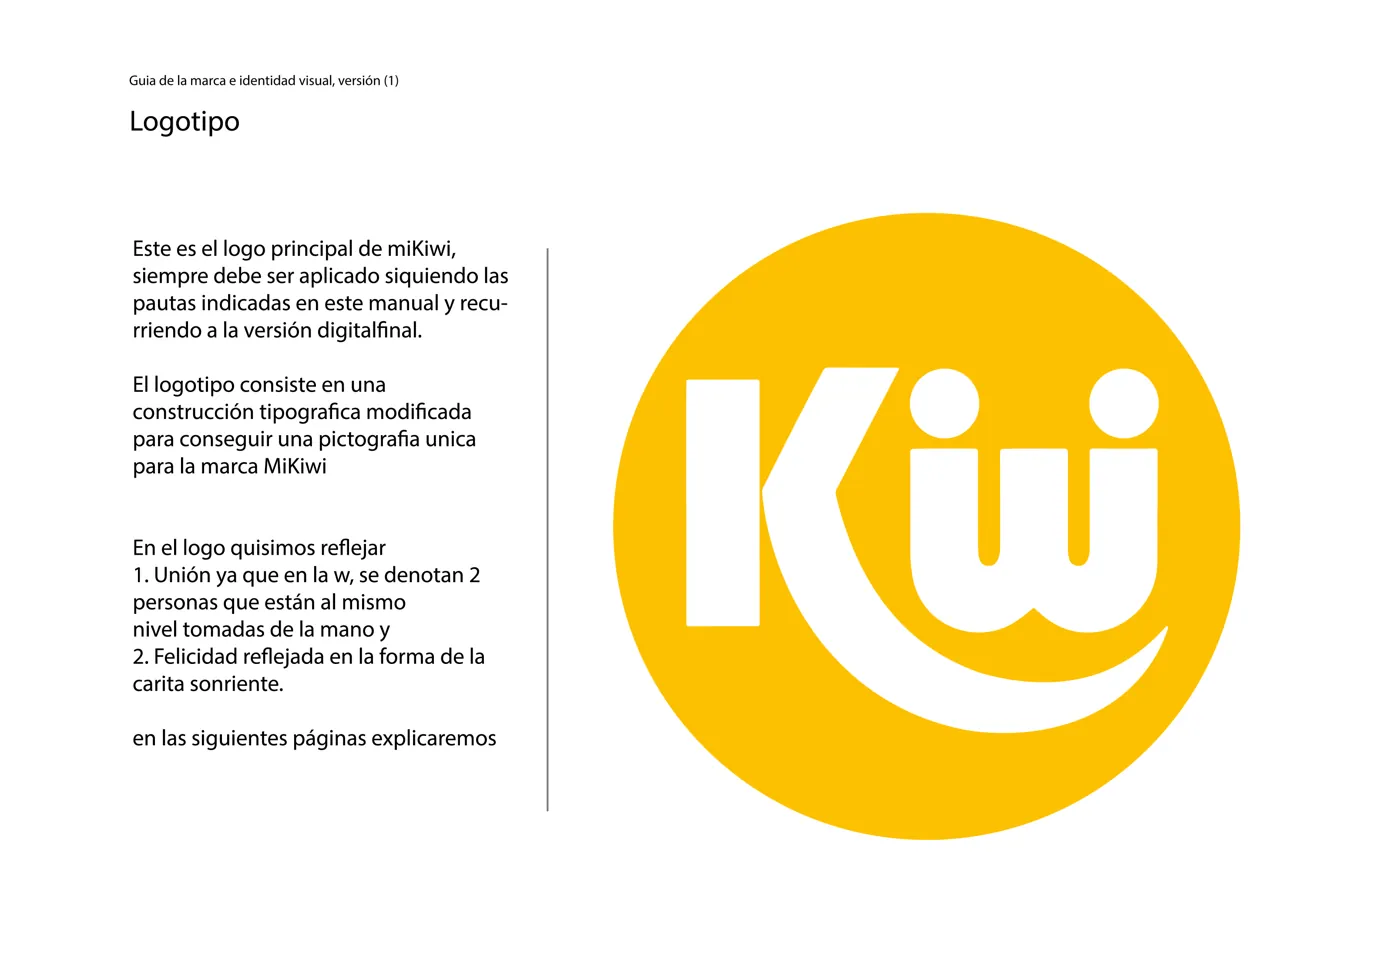 Guia de la marca e identidad visual, versión (1)
Logotipo
Este es el logo principal de miKiwi,
siempre debe ser aplicado siquiendo las
pautas indicadas en este manual y recu-
rriendo a la versión digitalfinal.
El logotipo consiste en una
construcción tipografica modificada
para conseguir una pictografia unica
para la marca MiKiwi
En el logo quisimos reflejar
1. Unión ya que en la w, se denotan 2
personas que están al mismo
nivel tomadas de la mano y
2. Felicidad reflejada en la forma de la
carita sonriente.
en las siguientes páginas explicaremos
Kiwi